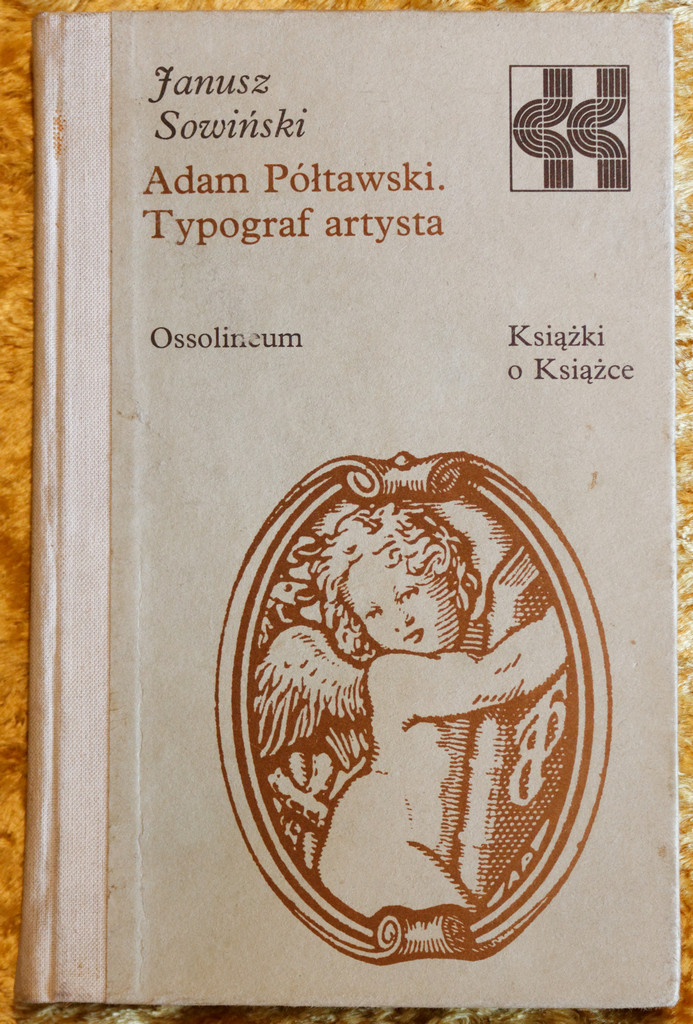 Janusz
Sowiński
Adam Półtawski.
Typograf artysta
Ossolineum
Książki
o Książce